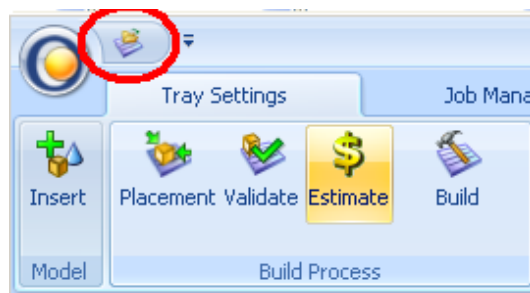 Tray Settings Job Mana
Insert Placement Validate Estimate Build
Model Build Process